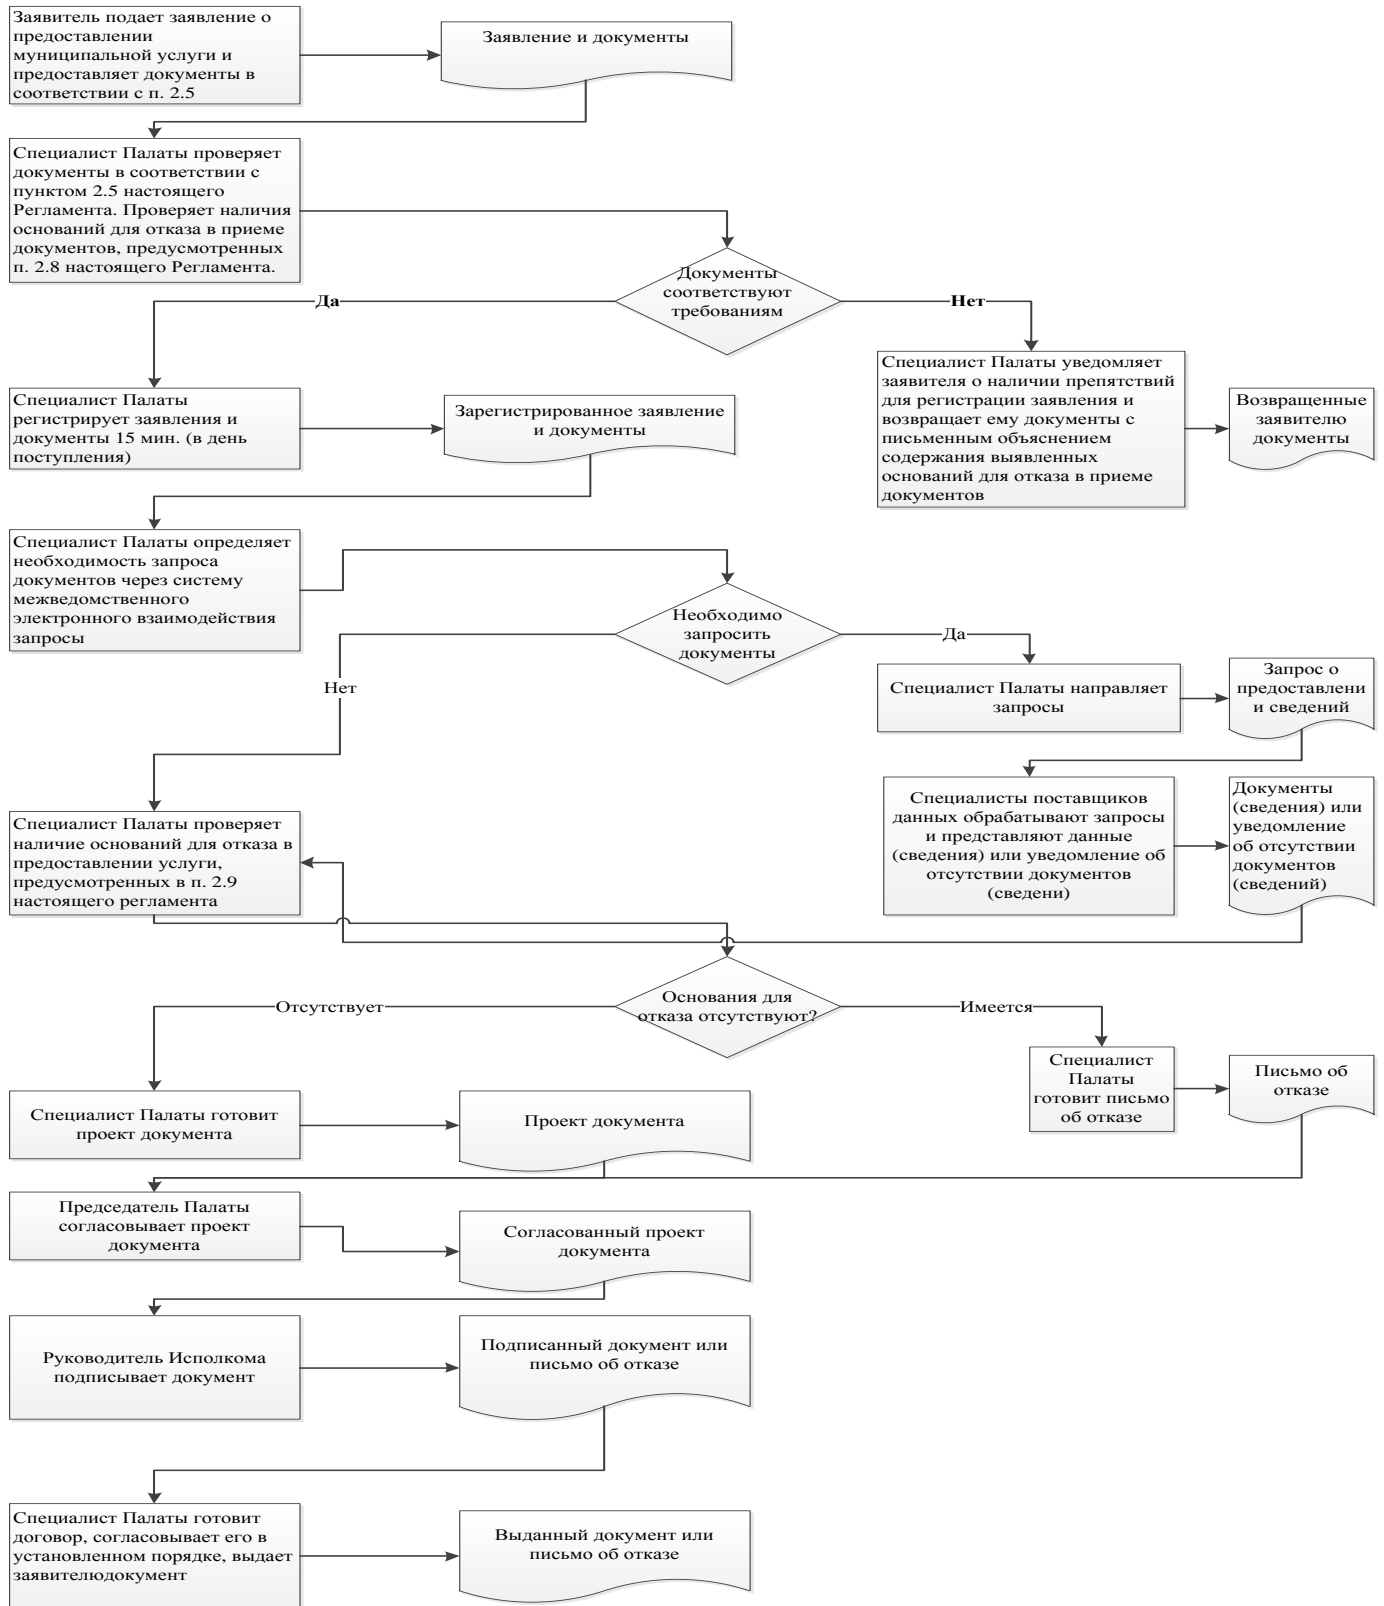 Заявитель подает заявление о
предоставлении
муниципальной услуги и
предоставляет документы в
соответствии с п. 2.5
Заявление и документы
Специалист Палаты проверяет
документы в соответствии с
пунктом 2.5 настоящего
Регламента. Проверяет наличия
оснований для отказа в приеме
документов, предусмотренных
п. 2.8 настоящего Регламента.
Документы
соответствуют
требованиям
Да
Нет
Специалист Палаты
регистрирует заявления и
документы 15 мин. (в день
поступления)
Зарегистрированное заявление
и документы
Специалист Палаты уведомляет
заявителя о наличии препятствий
для регистрации заявления и
возвращает ему документы с
письменным объяснением
содержания выявленных
оснований для отказа в приеме
документов
Возвращенные
заявителю
документы
Специалист Палаты определяет
необходимость запроса
документов через систему
межведомственного
электронного взаимодействия
запросы
Необходимо
запросить
документы
Да
Нет
Специалист Палаты направляет
запросы
Запрос о
предоставлени
и сведений
Специалисты поставщиков
данных обрабатывают запросы
и представляют данные
(сведения) или уведомление об
отсутствии документов
(сведени)
Документы
(сведения) или
уведомление
об отсутствии
документов
(сведений)
Специалист Палаты проверяет
наличие оснований для отказа в
предоставлении услуги,
предусмотренных в п. 2.9
настоящего регламента
Основания для
отказа отсутствуют?
Отсутствует
Имеется
Специалист
Палаты
готовит письмо
об отказе
Письмо об
отказе
Специалист Палаты готовит
проект документа
Проект документа
Председатель Палаты
согласовывает проект
документа
Согласованный проект
документа
Руководитель Исполкома
подписывает документ
Подписанный документ или
письмо об отказе
Специалист Палаты готовит
договор, согласовывает его в
установленном порядке, выдает
заявителюдокумент
Выданный документ или
письмо об отказе